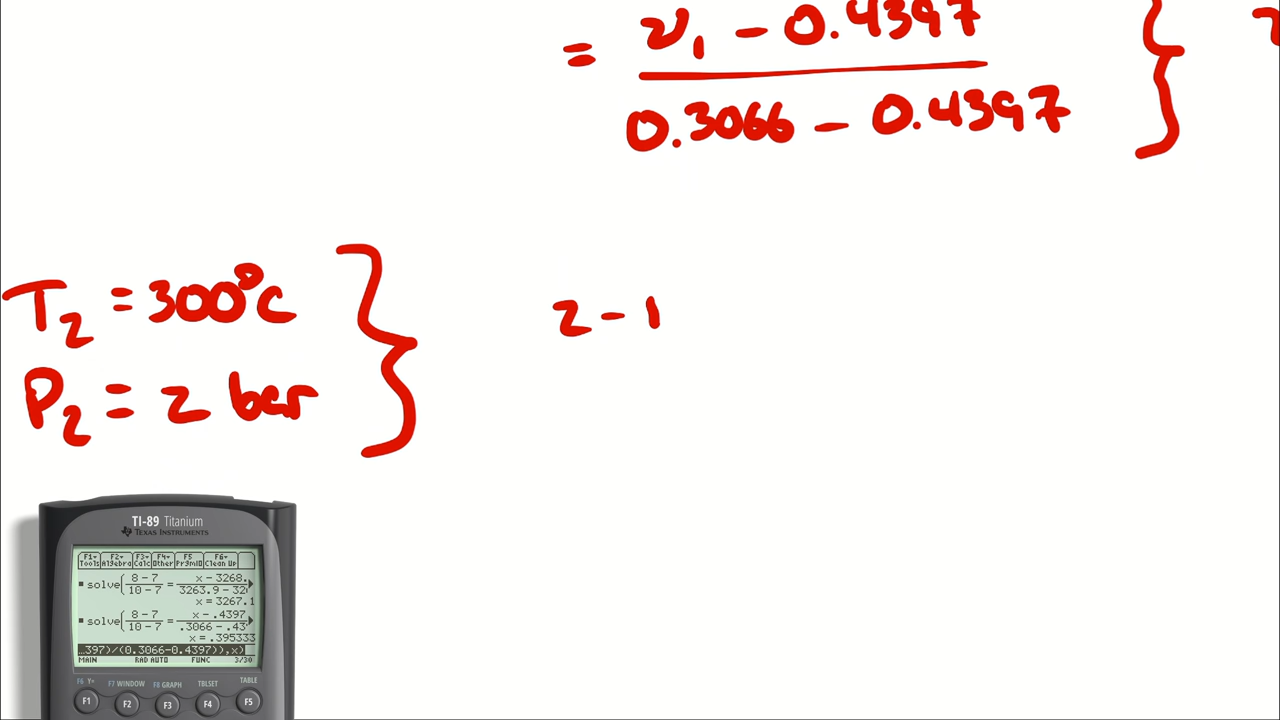 = v₁ - 0.4397
0.3066 - 0.4397
T₂ = 300°C
2 - 1
P₂ = 2 bar
TI-89 Titanium
TEXAS INSTRUMENTS
F1 Tools F2 Algebra F3 Calc F4 Other F5 PrgmIO F6 Clean Up
solve( 8 - 7 / 10 - 7 = x - 3268. / 3263.9 - 32
x = 3267.1
solve( 8 - 7 / 10 - 7 = x - .4397 / .3066 - .43
x = .395333
...397)/(0.3066-0.4397)),x)
MAIN RAD AUTO FUNC 3/30
F6 Y= F7 WINDOW F8 GRAPH TBLSET TABLE
F1 F2 F3 F4 F5